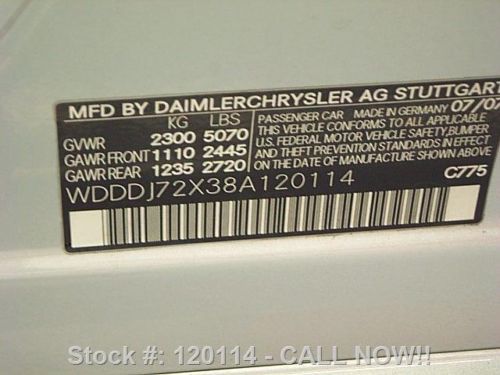 MFD BY DAIMLERCHRYSLER AG STUTTGART
KG LBS
GVWR 2300 5070
GAWR FRONT 1110 2445
GAWR REAR 1235 2720
PASSENGER CAR MADE IN GERMANY 07/07
THIS VEHICLE CONFORMS TO ALL APPLICABLE
U.S. FEDERAL MOTOR VEHICLE SAFETY, BUMPER
AND THEFT PREVENTION STANDARDS IN EFFECT
ON THE DATE OF MANUFACTURE SHOWN ABOVE
WDDDJ72X38A120114
C775
Stock #: 120114 - CALL NOW!!